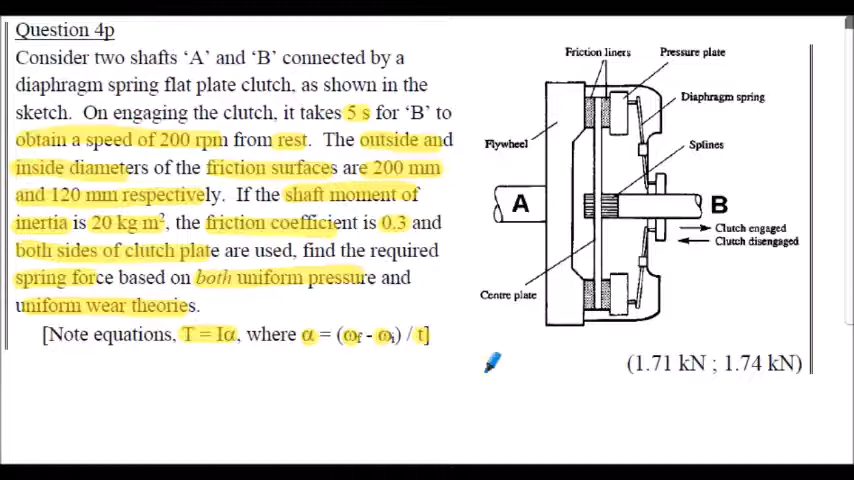 Question 4p
Consider two shafts ‘A’ and ‘B’ connected by a
diaphragm spring flat plate clutch, as shown in the
sketch. On engaging the clutch, it takes 5 s for ‘B’ to
obtain a speed of 200 rpm from rest. The outside and
inside diameters of the friction surfaces are 200 mm
and 120 mm respectively. If the shaft moment of
inertia is 20 kg m², the friction coefficient is 0.3 and
both sides of clutch plate are used, find the required
spring force based on both uniform pressure and
uniform wear theories.
[Note equations, T = Iα, where α = (ωf - ωi) / t]
Friction liners
Pressure plate
Diaphragm spring
Flywheel
Splines
A
B
Clutch engaged
Clutch disengaged
Centre plate
(1.71 kN ; 1.74 kN)